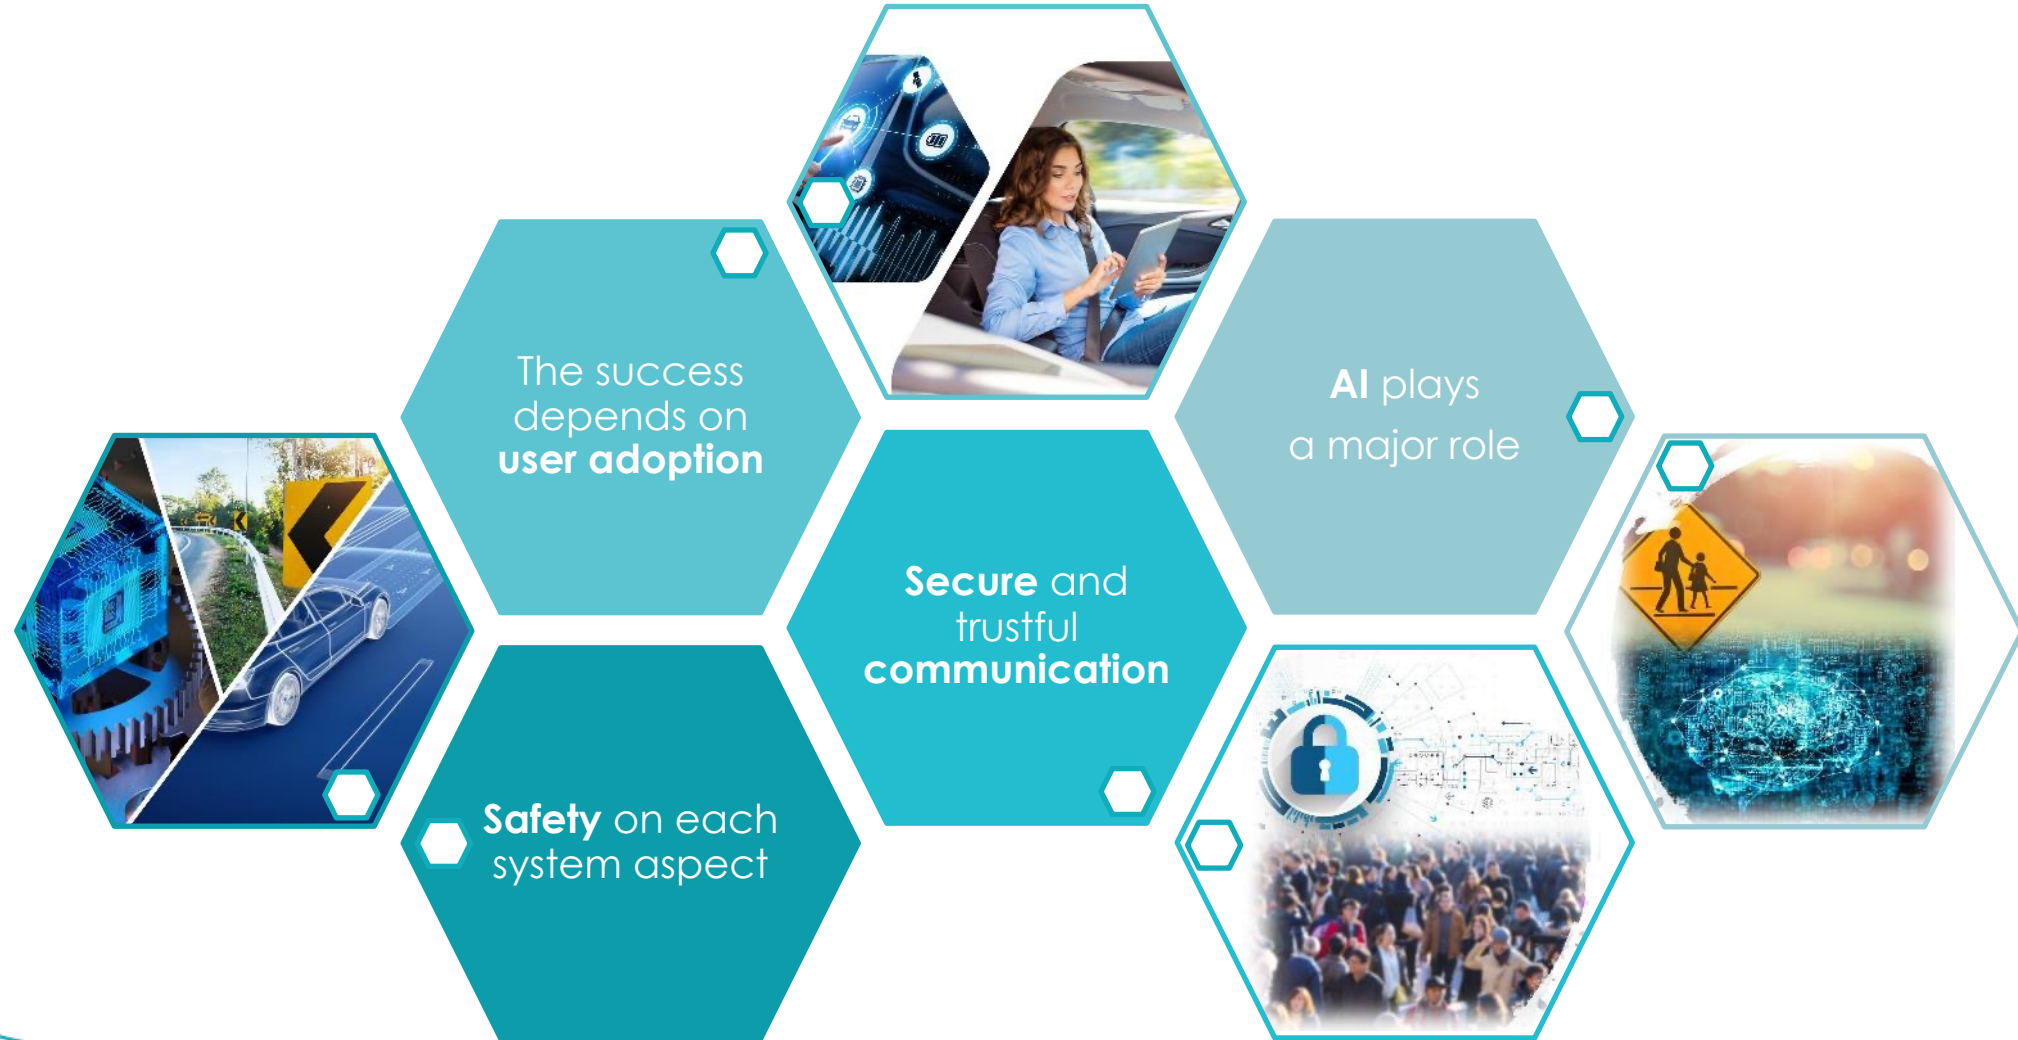 The success
depends on
user adoption
AI plays
a major role
Secure and
trustful
communication
Safety on each
system aspect